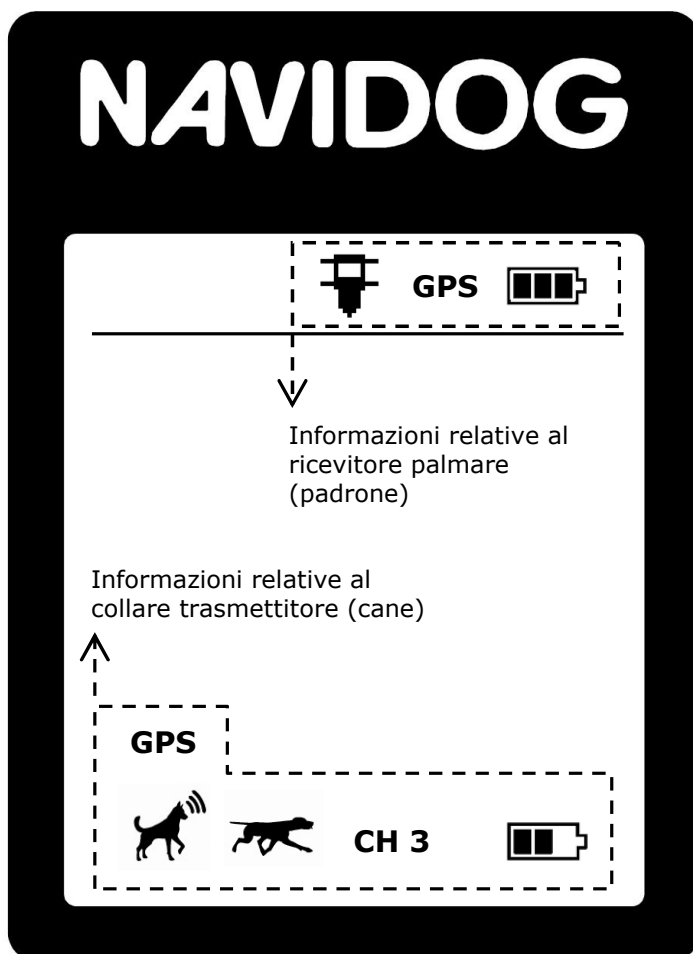 NAVIDOG
GPS
Informazioni relative al
ricevitore palmare
(padrone)
Informazioni relative al
collare trasmettitore (cane)
GPS
CH 3